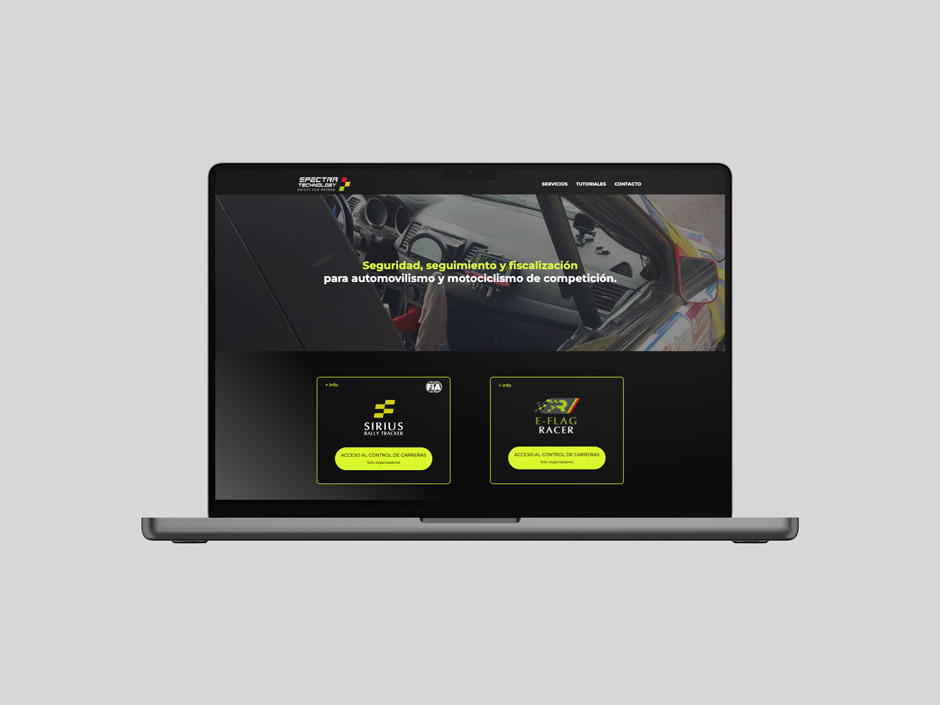 SPECTRA
TECHNOLOGY
SAFETY FOR RACERS
SERVICIOS TUTORIALES CONTACTO
Seguridad, seguimiento y fiscalización
para automovilismo y motociclismo de competición.
+ info
FIA
SIRIUS
RALLY TRACKER
ACCESO AL CONTROL DE CARRERAS
Solo organizadores
+ info
E-FLAG
RACER
ACCESO AL CONTROL DE CARRERAS
Solo organizadores